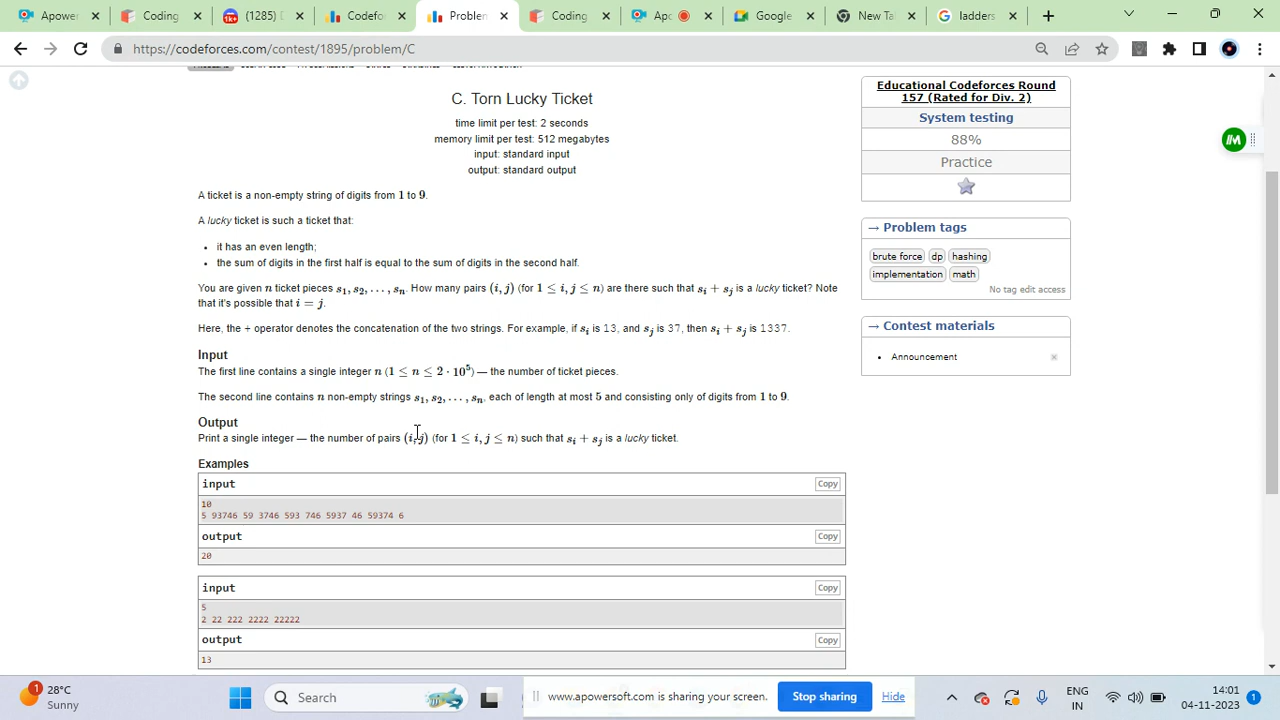 Apower
Coding
(1285) D
Codefo
Problem
Coding
Apo
Google
New Ta
ladders
https://codeforces.com/contest/1895/problem/C
C. Torn Lucky Ticket
time limit per test: 2 seconds
memory limit per test: 512 megabytes
input: standard input
output: standard output
A ticket is a non-empty string of digits from 1 to 9.
A lucky ticket is such a ticket that:
• it has an even length;
• the sum of digits in the first half is equal to the sum of digits in the second half.
You are given n ticket pieces s₁, s₂, . . . , sₙ. How many pairs (i, j) (for 1 ≤ i, j ≤ n) are there such that sᵢ + sⱼ is a lucky ticket? Note
that it's possible that i = j.
Here, the + operator denotes the concatenation of the two strings. For example, if sᵢ is 13, and sⱼ is 37, then sᵢ + sⱼ is 1337.
Input
The first line contains a single integer n (1 ≤ n ≤ 2 · 10⁵) — the number of ticket pieces.
The second line contains n non-empty strings s₁, s₂, . . . , sₙ, each of length at most 5 and consisting only of digits from 1 to 9.
Output
Print a single integer — the number of pairs (i, j) (for 1 ≤ i, j ≤ n) such that sᵢ + sⱼ is a lucky ticket.
Examples
input
Copy
10
5 93746 59 3746 593 746 5937 46 59374 6
output
Copy
20
input
Copy
5
2 22 222 2222 22222
output
Copy
13
Educational Codeforces Round
157 (Rated for Div. 2)
System testing
88%
Practice
→ Problem tags
brute force dp hashing
implementation math
No tag edit access
→ Contest materials
• Announcement
28°C
Sunny
Search
www.apowersoft.com is sharing your screen.
Stop sharing
Hide
ENG
IN
14:01
04-11-2023